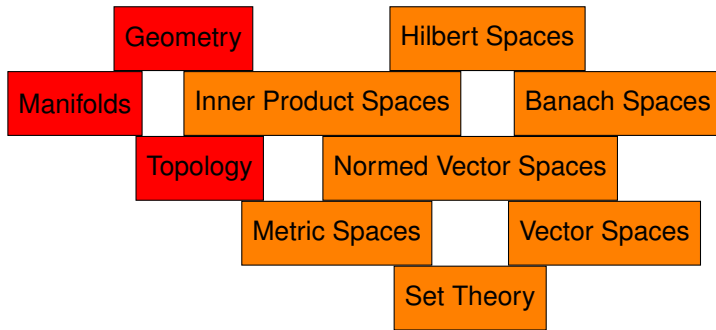 Geometry
Hilbert Spaces
Manifolds
Inner Product Spaces
Banach Spaces
Topology
Normed Vector Spaces
Metric Spaces
Vector Spaces
Set Theory